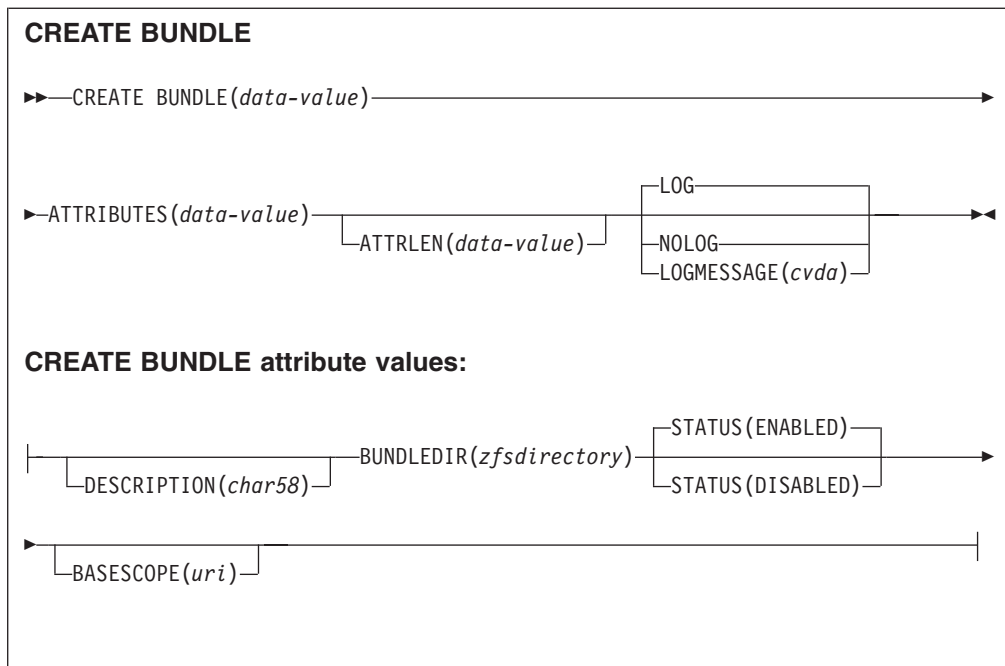 CREATE BUNDLE
CREATE BUNDLE(data-value)
LOG
ATTRIBUTES(data-value)
ATTRLEN(data-value)
NOLOG
LOGMESSAGE(cvda)
CREATE BUNDLE attribute values:
STATUS(ENABLED)
BUNDLEDIR(zfsdirectory)
DESCRIPTION(char58)
STATUS(DISABLED)
BASESCOPE(uri)